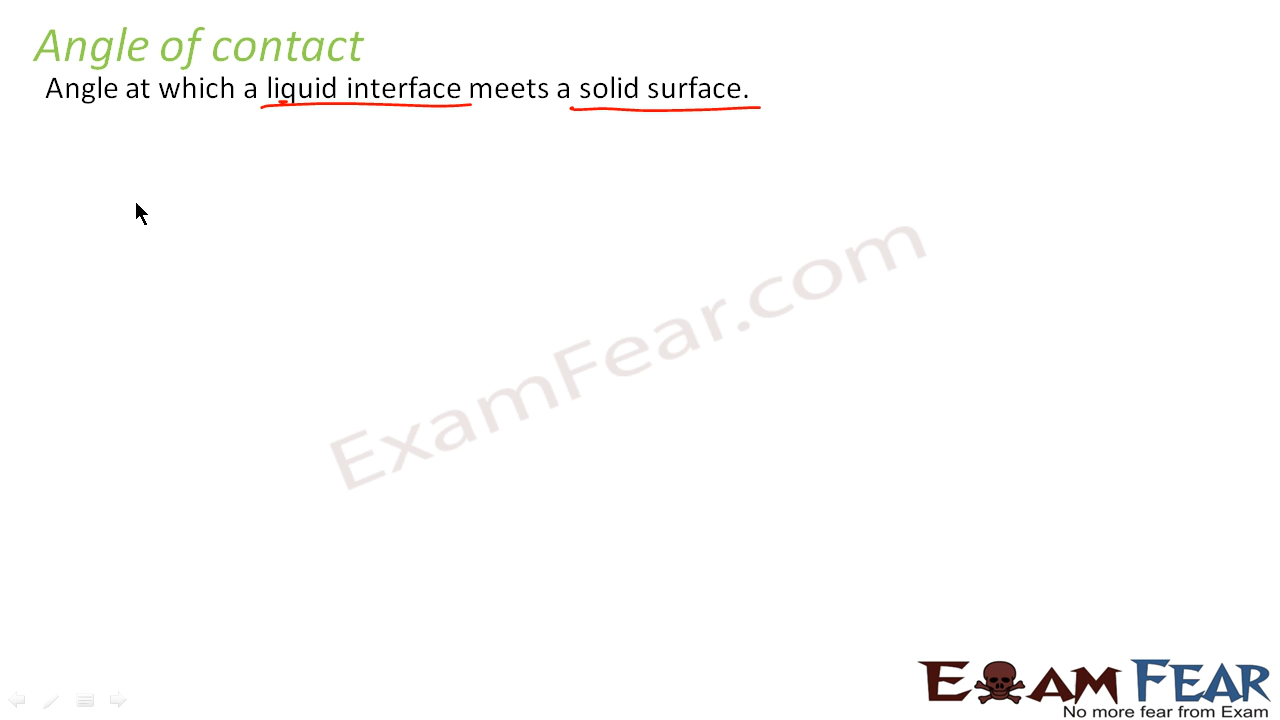 Angle of contact
Angle at which a liquid interface meets a solid surface.
ExamFear.com
EXAM FEAR
No more fear from Exam